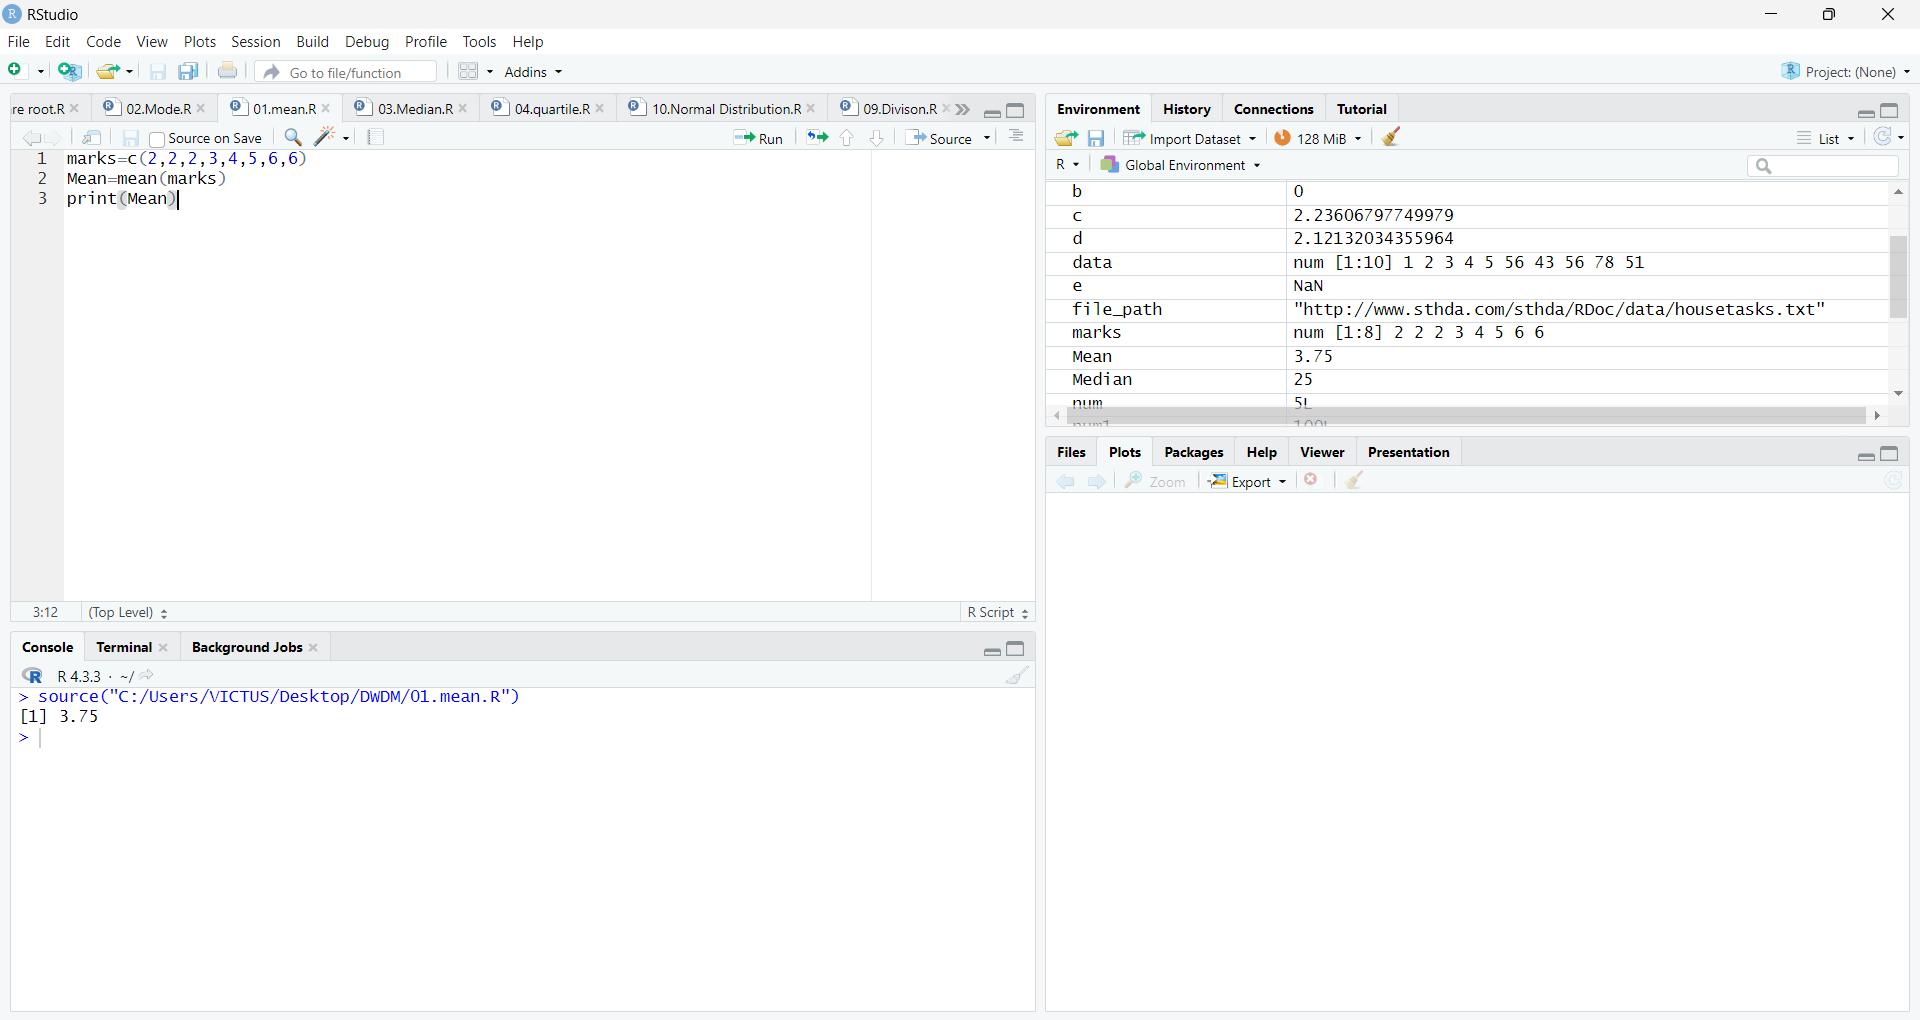 RStudio
File Edit Code View Plots Session Build Debug Profile Tools Help
Go to file/function Addins Project: (None)
re root.R 02.Mode.R 01.mean.R 03.Median.R 04.quartile.R 10.Normal Distribution.R 09.Divison.R
Source on Save Run Source
1 marks=c(2,2,2,3,4,5,6,6)
2 Mean=mean(marks)
3 print(Mean)
3:12 (Top Level) R Script
Console Terminal Background Jobs
R 4.3.3 · ~/
> source("C:/Users/VICTUS/Desktop/DWDM/01.mean.R")
[1] 3.75
>
Environment History Connections Tutorial
Import Dataset 128 MiB List
R Global Environment
b 0
c 2.23606797749979
d 2.12132034355964
data num [1:10] 1 2 3 4 5 56 43 56 78 51
e NaN
file_path "http://www.sthda.com/sthda/RDoc/data/housetasks.txt"
marks num [1:8] 2 2 2 3 4 5 6 6
Mean 3.75
Median 25
num 5L
num1 100L
Files Plots Packages Help Viewer Presentation
Zoom Export